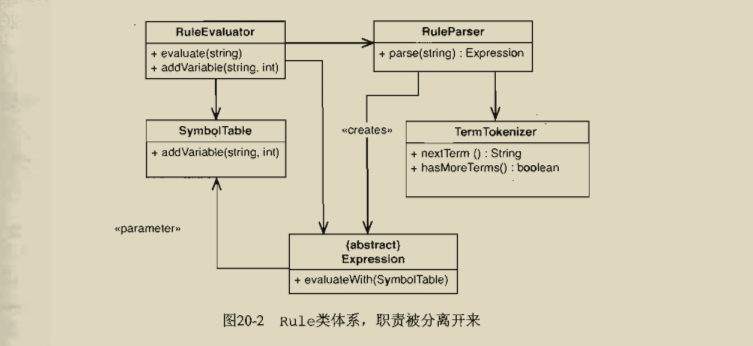 RuleEvaluator
+ evaluate(string)
+ addVariable(string, int)
RuleParser
+ parse(string) : Expression
SymbolTable
+ addVariable(string, int)
«creates»
TermTokenizer
+ nextTerm () : String
+ hasMoreTerms() : boolean
«parameter»
{abstract}
Expression
+ evaluateWith(SymbolTable)
图20-2 Rule类体系，职责被分离开来